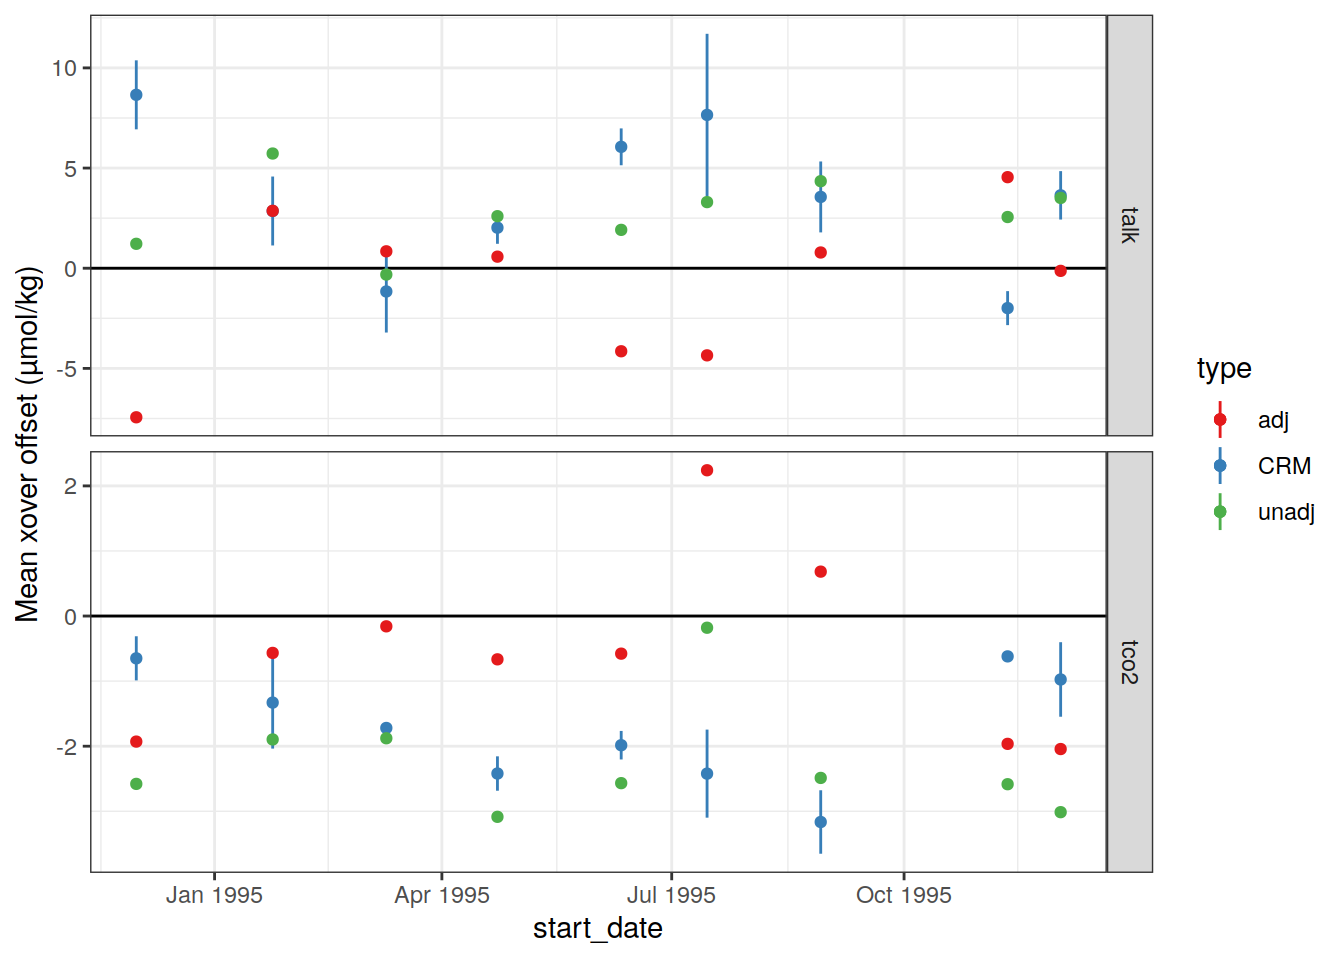 Mean xover offset (µmol/kg)
10
5
0
-5
talk
2
0
-2
tco2
Jan 1995
Apr 1995
Jul 1995
Oct 1995
start_date
type
adj
CRM
unadj